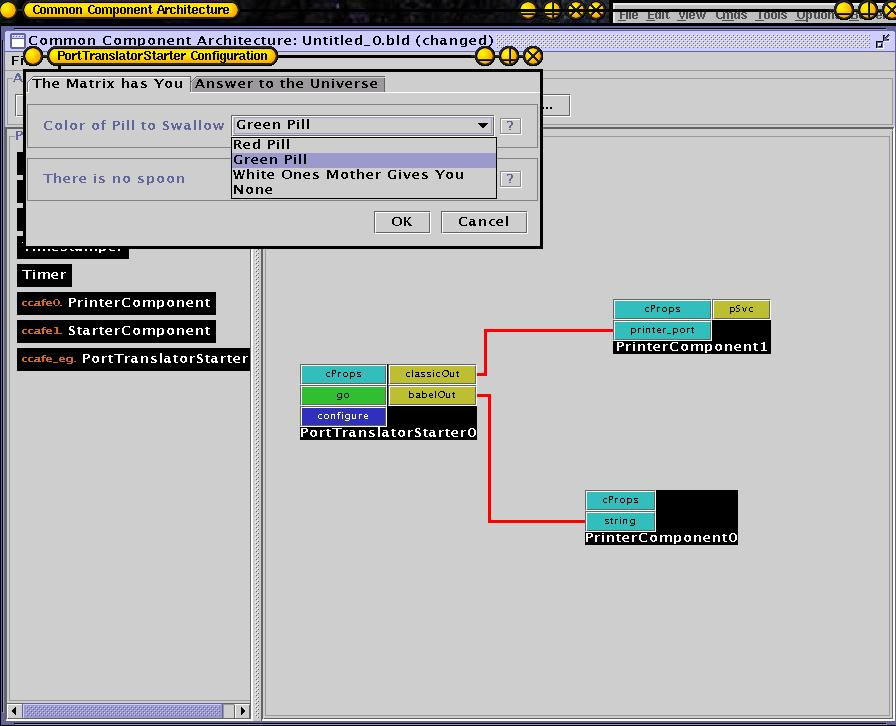 Common Component Architecture
File Edit View Cmds Tools Option
Common Component Architecture: Untitled_0.bld (changed)
PortTranslatorStarter Configuration
The Matrix has You
Answer to the Universe
Color of Pill to Swallow
Green Pill
?
...
Red Pill
Green Pill
White Ones Mother Gives You
None
There is no spoon
?
OK
Cancel
TimeStamper
Timer
ccafe0. PrinterComponent
ccafe1. StarterComponent
ccafe_eg. PortTranslatorStarter
cProps
pSvc
printer_port
PrinterComponent1
cProps
classicOut
go
babelOut
configure
PortTranslatorStarter0
cProps
string
PrinterComponent0